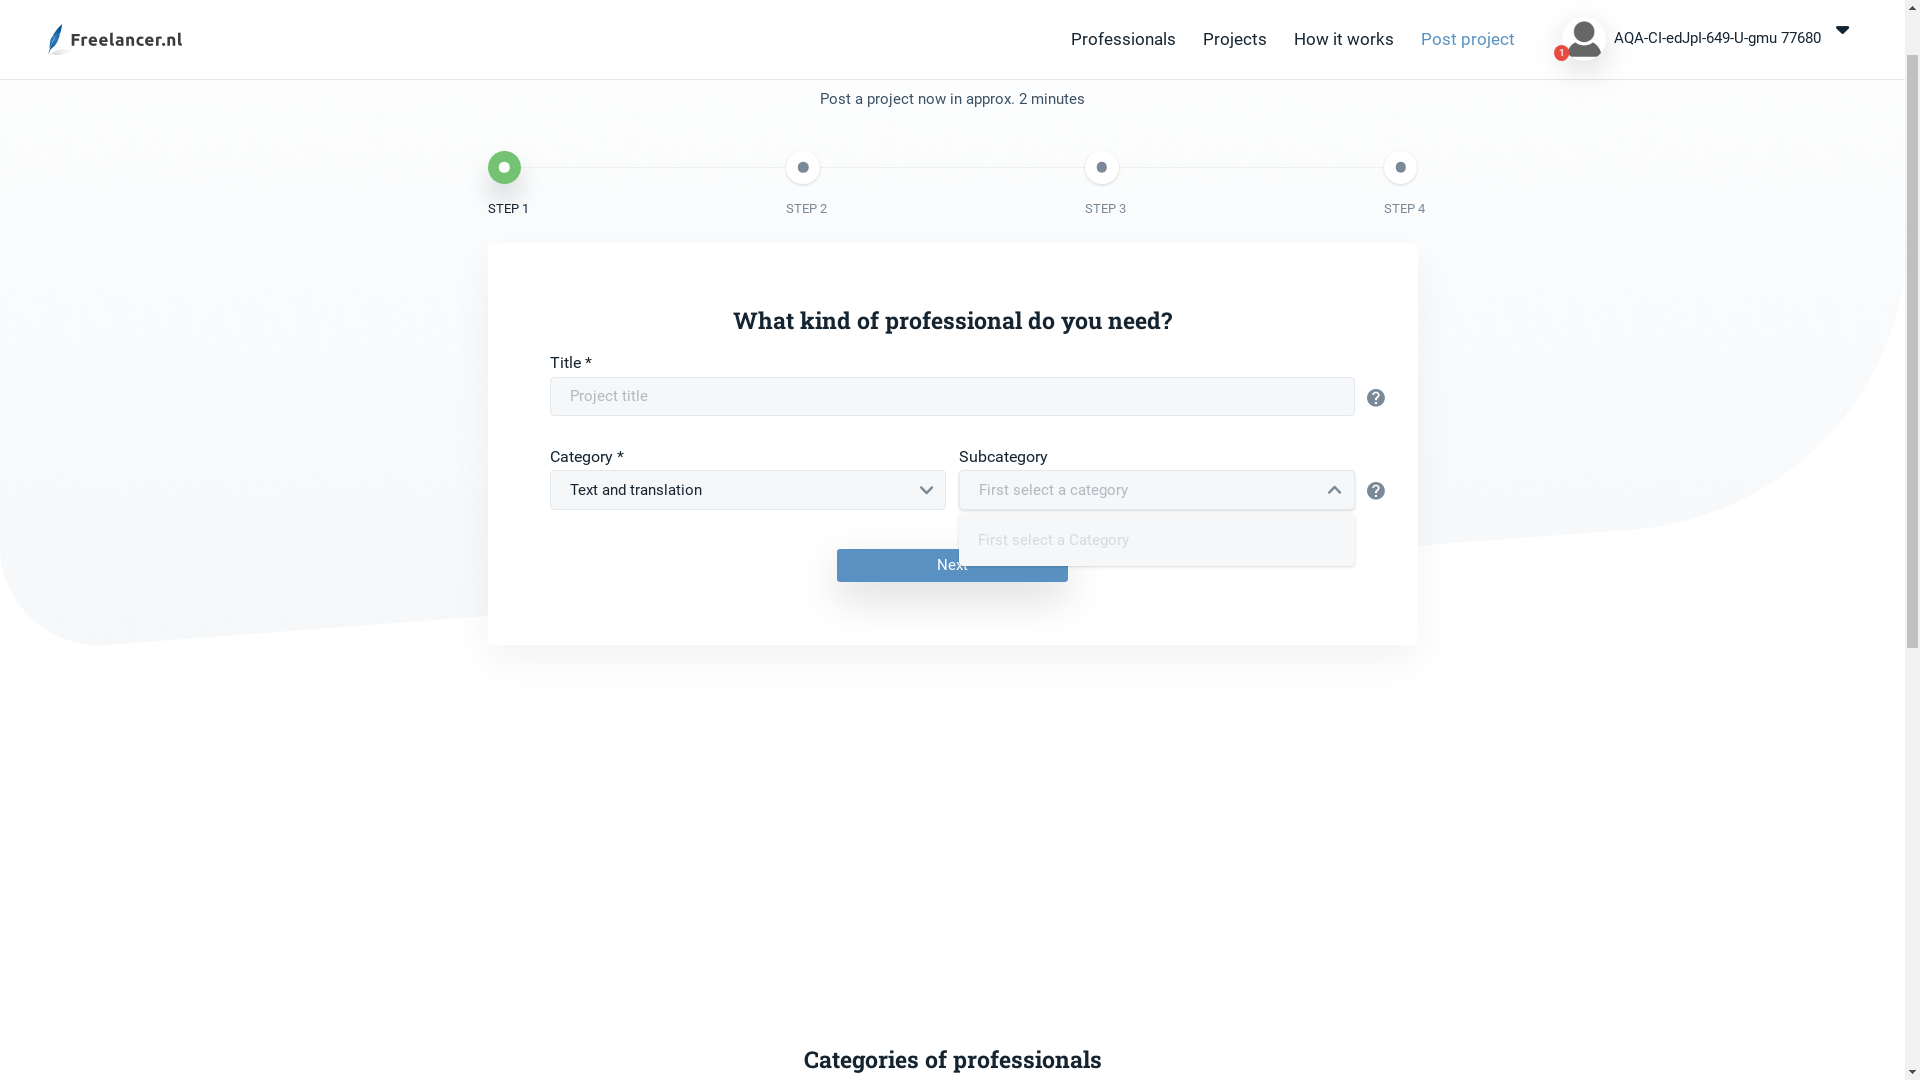 Freelancer.nl
Professionals
Projects
How it works
Post project
1
AQA-CI-edJpI-649-U-gmu 77680
Post a project now in approx. 2 minutes
STEP 1
STEP 2
STEP 3
STEP 4
What kind of professional do you need?
Title *
Project title
Category *
Subcategory
Text and translation
First select a category
First select a Category
Next
Categories of professionals